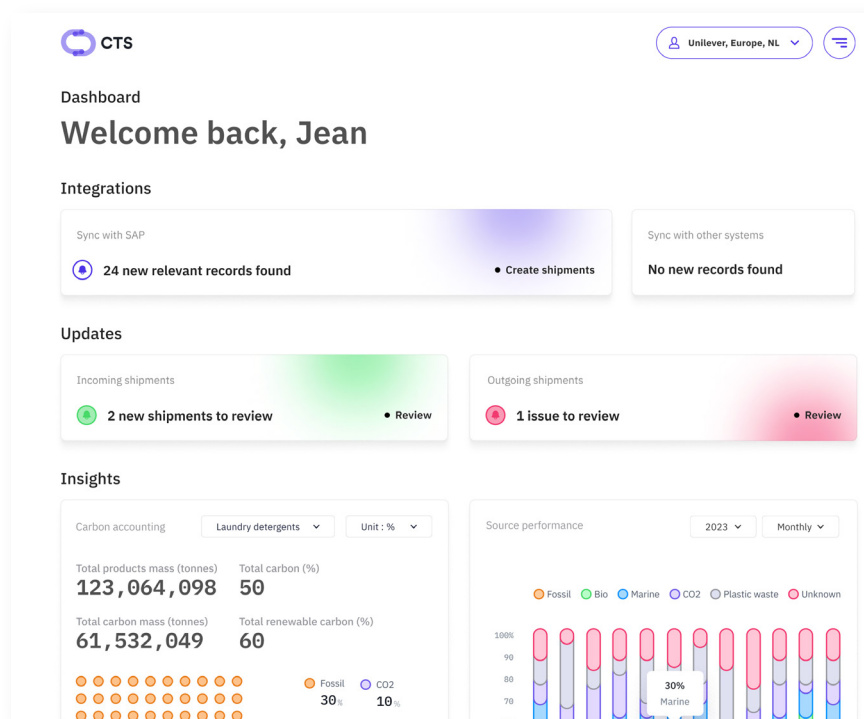 CTS
Unilever, Europe, NL
Dashboard
Welcome back, Jean
Integrations
Sync with SAP
24 new relevant records found
Create shipments
Sync with other systems
No new records found
Updates
Incoming shipments
2 new shipments to review
Review
Outgoing shipments
1 issue to review
Review
Insights
Carbon accounting
Laundry detergents
Unit : %
Total products mass (tonnes)
123,064,098
Total carbon (%)
50
Total carbon mass (tonnes)
61,532,049
Total renewable carbon (%)
60
Fossil
30%
CO2
10%
Source performance
2023
Monthly
Fossil
Bio
Marine
CO2
Plastic waste
Unknown
100%
90
80
70
30%
Marine